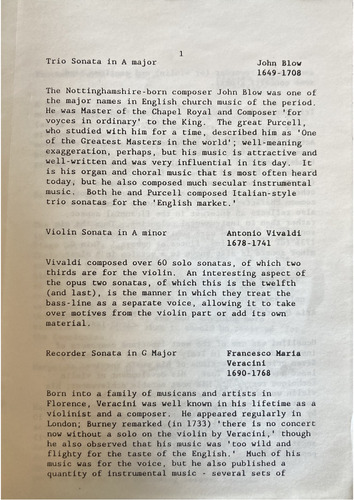 1
Trio Sonata in A major John Blow
1649-1708
The Nottinghamshire-born composer John Blow was one of
the major names in English church music of the period.
He was Master of the Chapel Royal and Composer 'for
voyces in ordinary' to the King. The great Purcell,
who studied with him for a time, described him as 'One
of the Greatest Masters in the world'; well-meaning
exaggeration, perhaps, but his music is attractive and
well-written and was very influential in its day. It
is his organ and choral music that is most often heard
today, but he also composed much secular instrumental
music. Both he and Purcell composed Italian-style
trio sonatas for the 'English market.'
Violin Sonata in A minor Antonio Vivaldi
1678-1741
Vivaldi composed over 60 solo sonatas, of which two
thirds are for the violin. An interesting aspect of
the opus two sonatas, of which this is the twelfth
(and last), is the manner in which they treat the
bass-line as a separate voice, allowing it to take
over motives from the violin part or add its own
material.
Recorder Sonata in G Major Francesco Maria
Veracini
1690-1768
Born into a family of musicans and artists in
Florence, Veracini was well known in his lifetime as a
violinist and a composer. He appeared regularly in
London; Burney remarked (in 1733) 'there is no concert
now without a solo on the violin by Veracini,' though
he also observed that his music was 'too wild and
flighty for the taste of the English.' Much of his
music was for the voice, but he also published a
quantity of instrumental music - several sets of